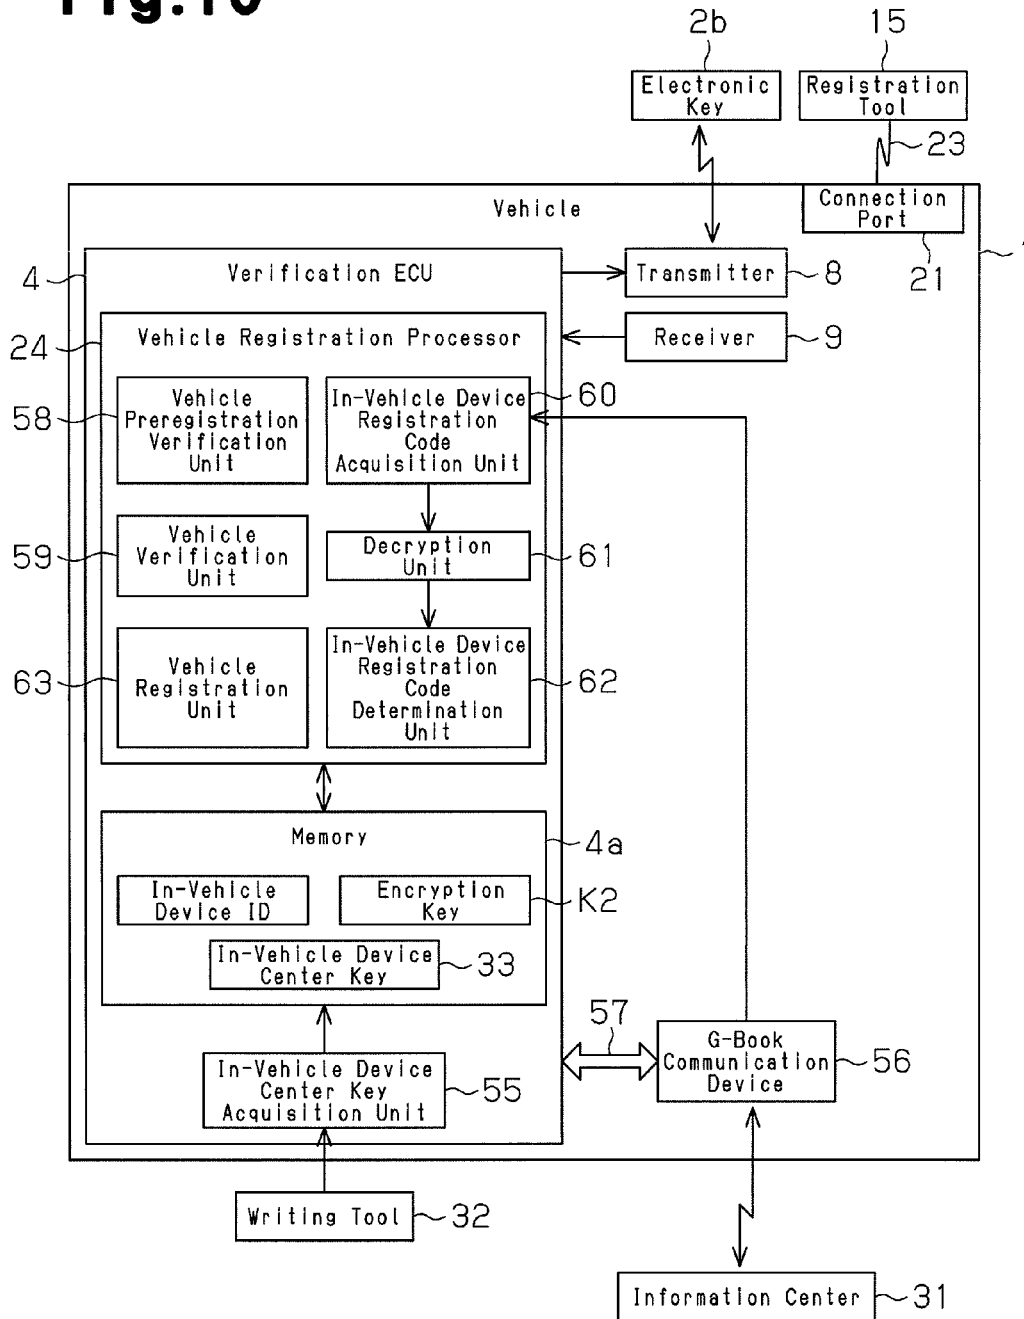 2b
15
Electronic
Key
Registration
Tool
23
Vehicle
Connection
Port
21
4
Verification ECU
Transmitter
8
24
Vehicle Registration Processor
Receiver
9
58
Vehicle
Preregistration
Verification
Unit
In-Vehicle Device
Registration
Code
Acquisition Unit
60
59
Vehicle
Verification
Unit
Decryption
Unit
61
63
Vehicle
Registration
Unit
In-Vehicle Device
Registration
Code
Determination
Unit
62
Memory
4a
In-Vehicle
Device ID
Encryption
Key
K2
In-Vehicle Device
Center Key
33
57
G-Book
Communication
Device
56
In-Vehicle Device
Center Key
Acquisition Unit
55
Writing Tool
32
Information Center
31